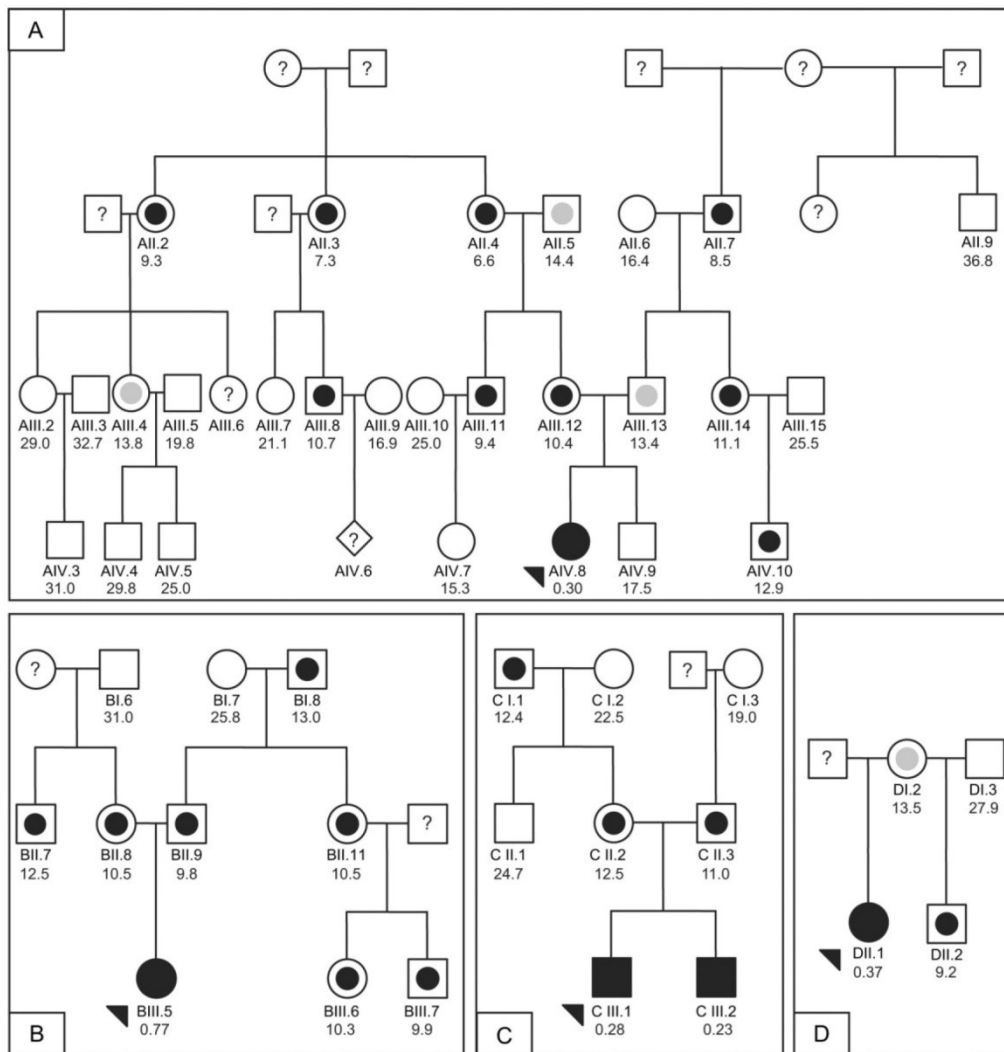 A
? ? ? ? ?
? ? ?
AII.2 AII.3 AII.4 AII.5 AII.6 AII.7 AII.9
9.3 7.3 6.6 14.4 16.4 8.5 36.8
?
AIII.2 AIII.3 AIII.4 AIII.5 AIII.6 AIII.7 AIII.8 AIII.9 AIII.10 AIII.11 AIII.12 AIII.13 AIII.14 AIII.15
29.0 32.7 13.8 19.8 21.1 10.7 16.9 25.0 9.4 10.4 13.4 11.1 25.5
?
AIV.3 AIV.4 AIV.5 AIV.6 AIV.7 AIV.8 AIV.9 AIV.10
31.0 29.8 25.0 15.3 0.30 17.5 12.9
?
BI.6 BI.7 BI.8
31.0 25.8 13.0
?
BII.7 BII.8 BII.9 BII.11
12.5 10.5 9.8 10.5
BIII.5 BIII.6 BIII.7
0.77 10.3 9.9
B
?
C I.1 C I.2 C I.3
12.4 22.5 19.0
C II.1 C II.2 C II.3
24.7 12.5 11.0
C III.1 C III.2
0.28 0.23
C
?
DI.2 DI.3
13.5 27.9
DII.1 DII.2
0.37 9.2
D